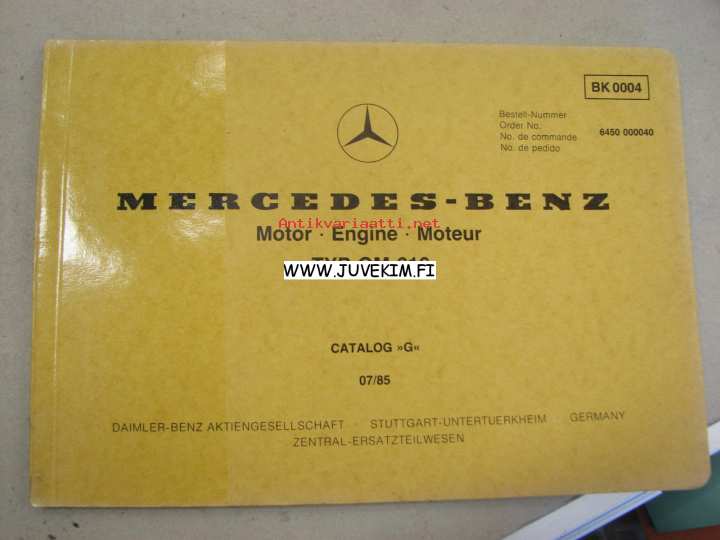 BK 0004
Bestell-Nummer
Order No.
No. de commande 6450 000040
No. de pedido
MERCEDES-BENZ
Antikvariaatti.net
Motor · Engine · Moteur
WWW.JUVEKIM.FI
CATALOG »G«
07/85
DAIMLER-BENZ AKTIENGESELLSCHAFT · STUTTGART-UNTERTUERKHEIM · GERMANY
ZENTRAL-ERSATZTEILWESEN